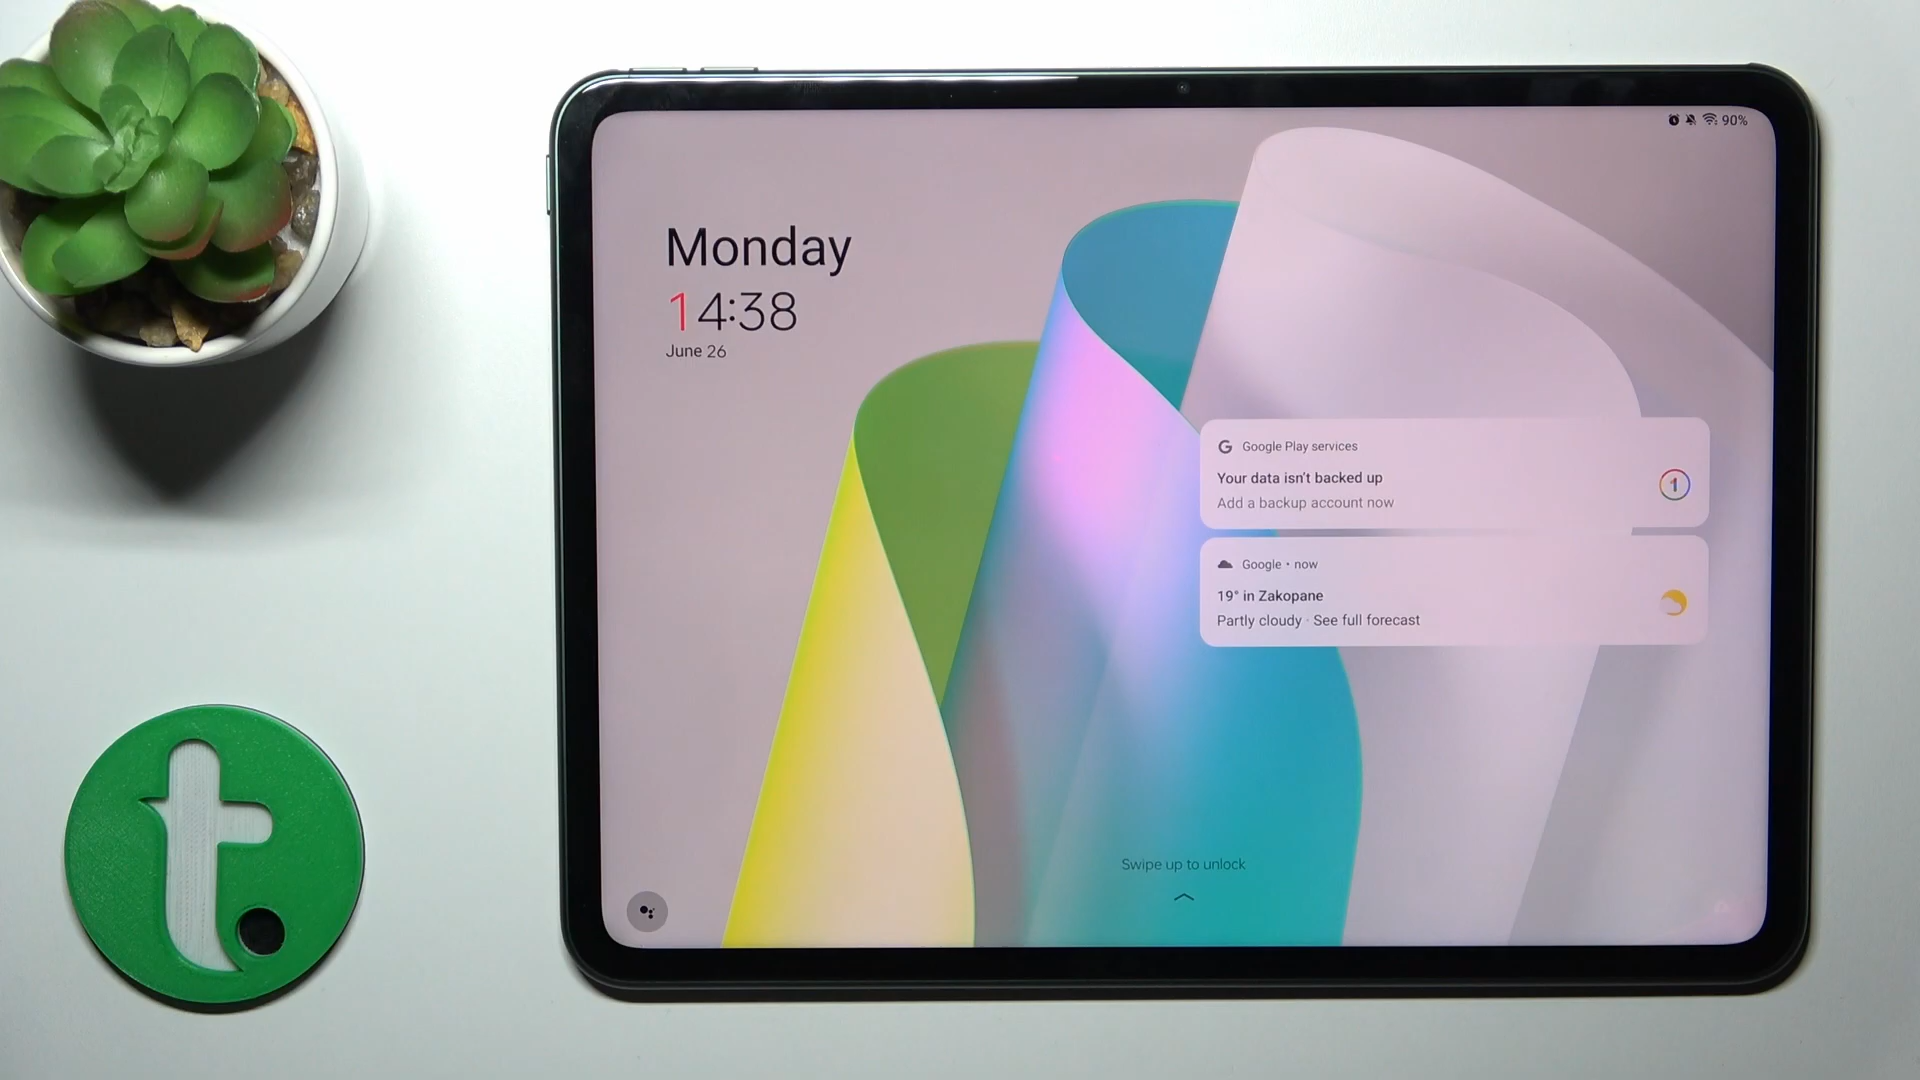 90%
Monday
14:38
June 26
Google Play services
Your data isn't backed up
Add a backup account now
1
Google • now
19° in Zakopane
Partly cloudy · See full forecast
Swipe up to unlock
t